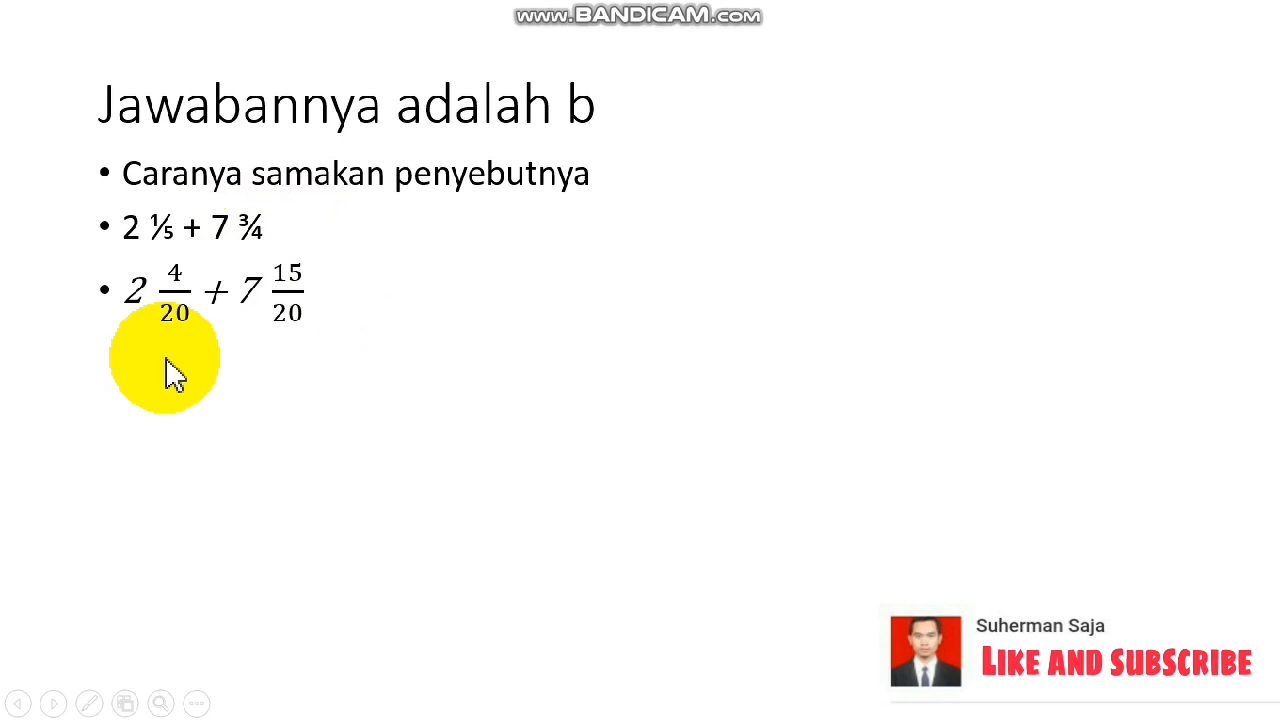 www.BANDICAM.com
Jawabannya adalah b
• Caranya samakan penyebutnya
• 2 ⅕ + 7 ¾
• 2 4/20 + 7 15/20
Suherman Saja
LIKE AND SUBSCRIBE